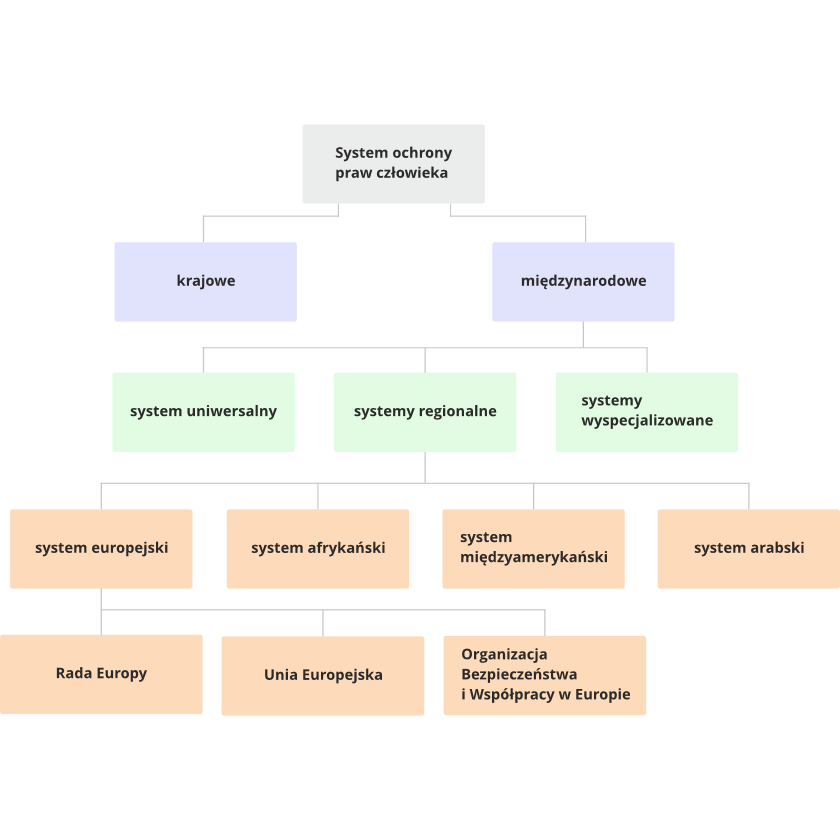 System ochrony
praw człowieka
krajowe
międzynarodowe
system uniwersalny
systemy regionalne
systemy
wyspecjalizowane
system europejski
system afrykański
system
międzyamerykański
system arabski
Rada Europy
Unia Europejska
Organizacja
Bezpieczeństwa
i Współpracy w Europie